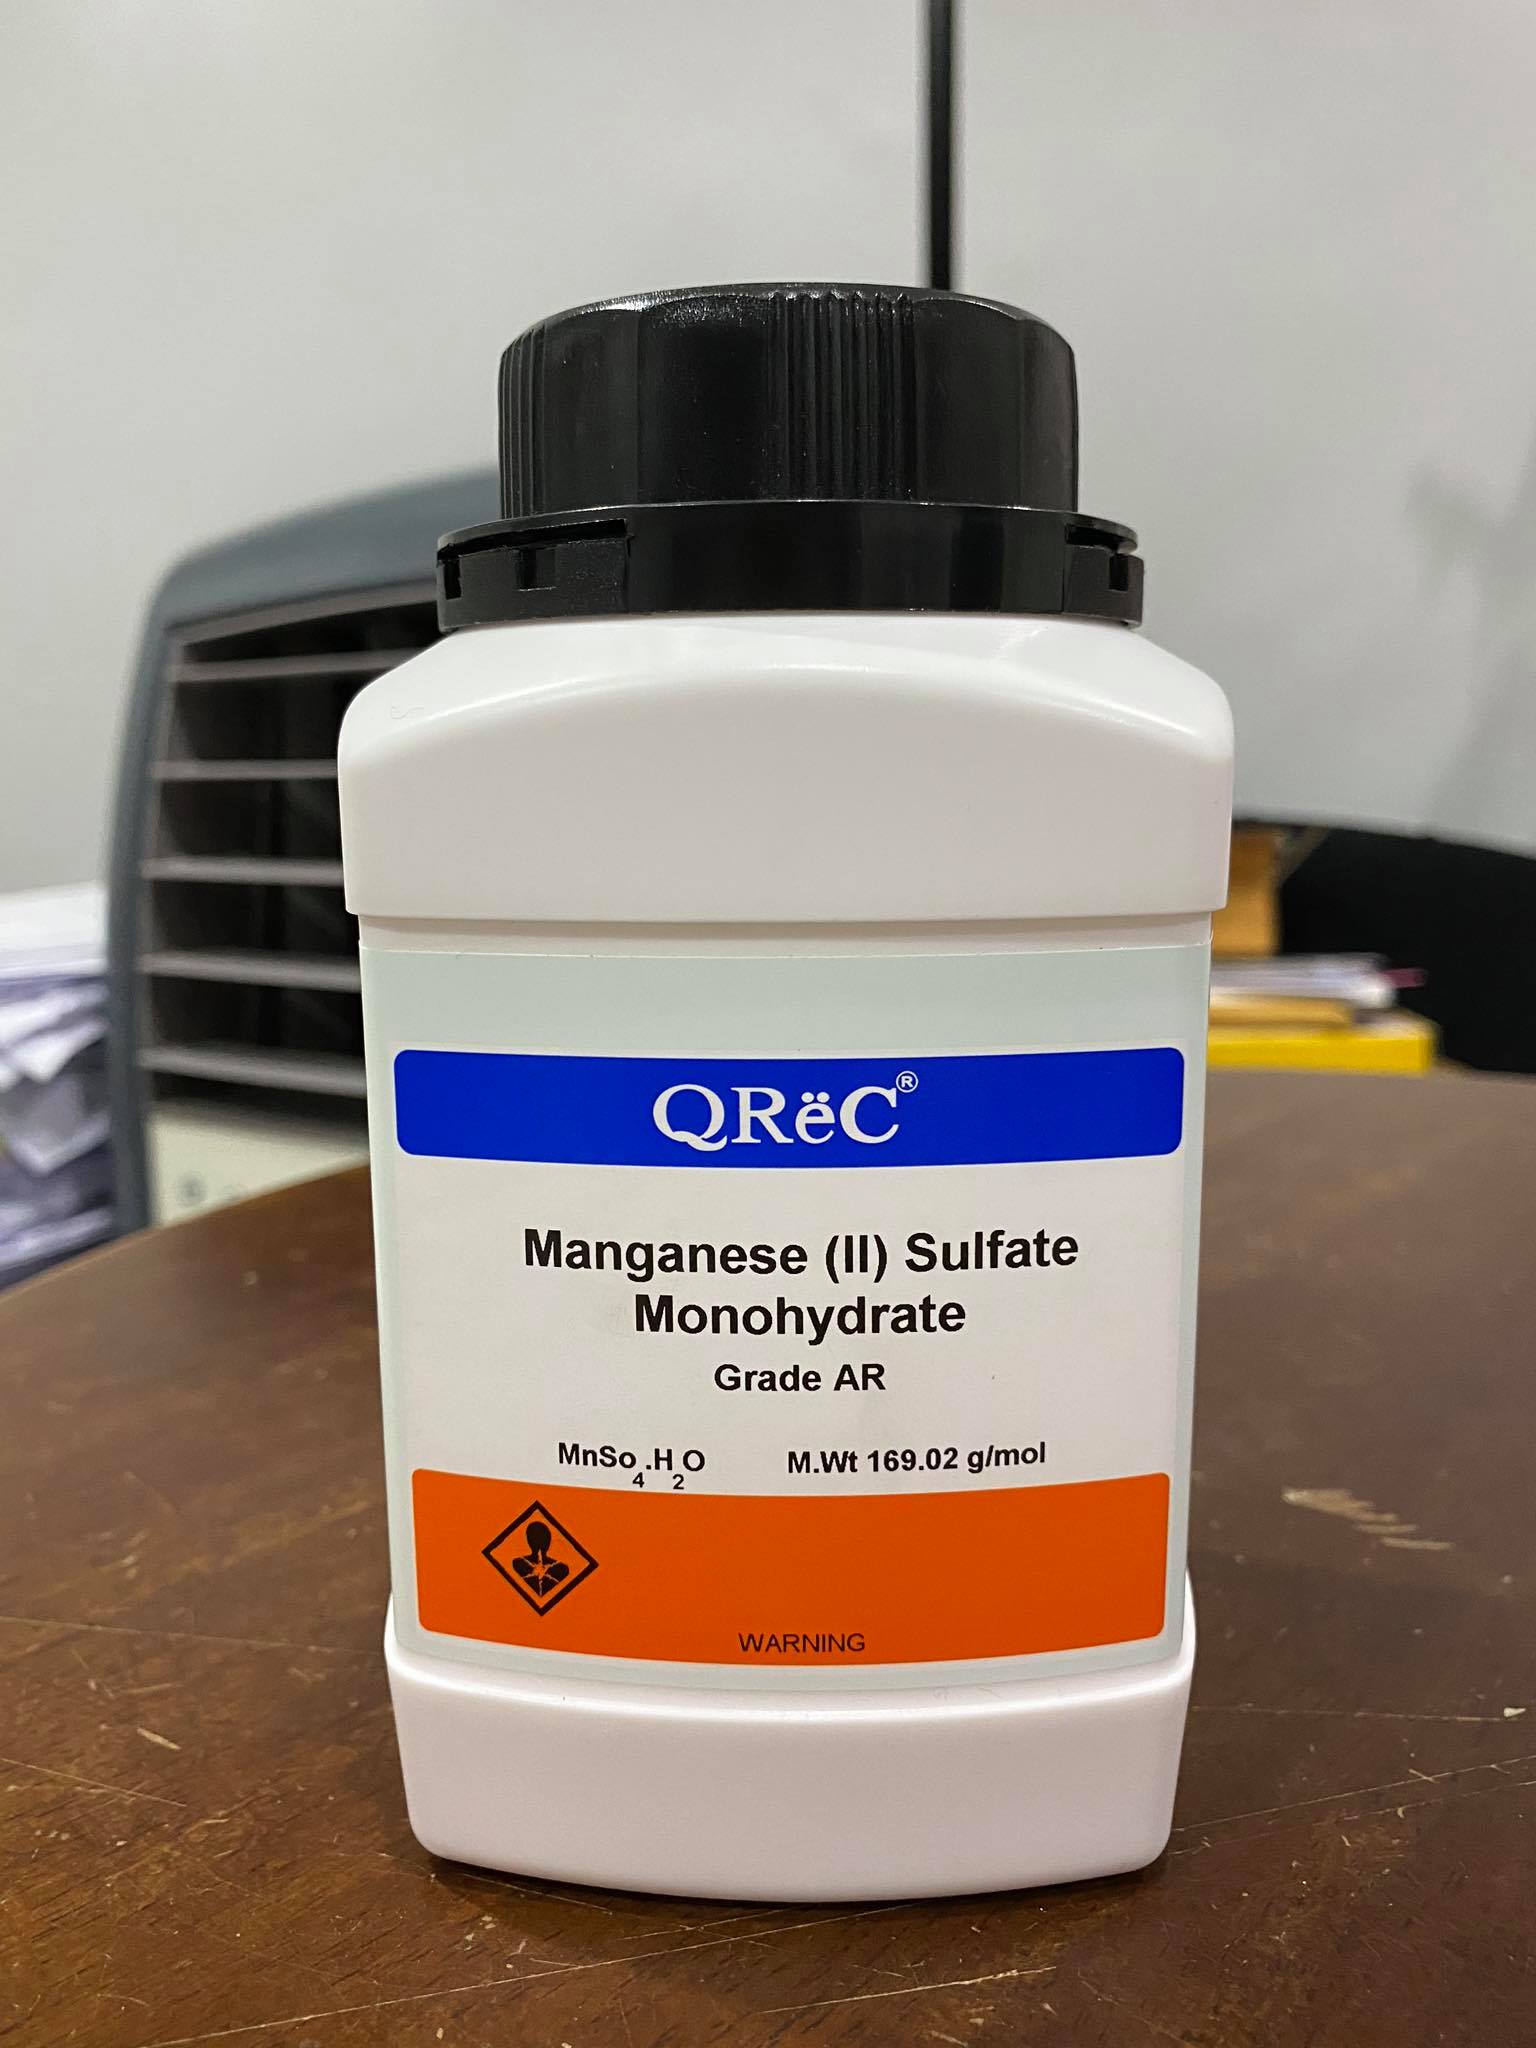 QRëC®
Manganese (II) Sulfate
Monohydrate
Grade AR
MnSo₄.H₂O M.Wt 169.02 g/mol
WARNING